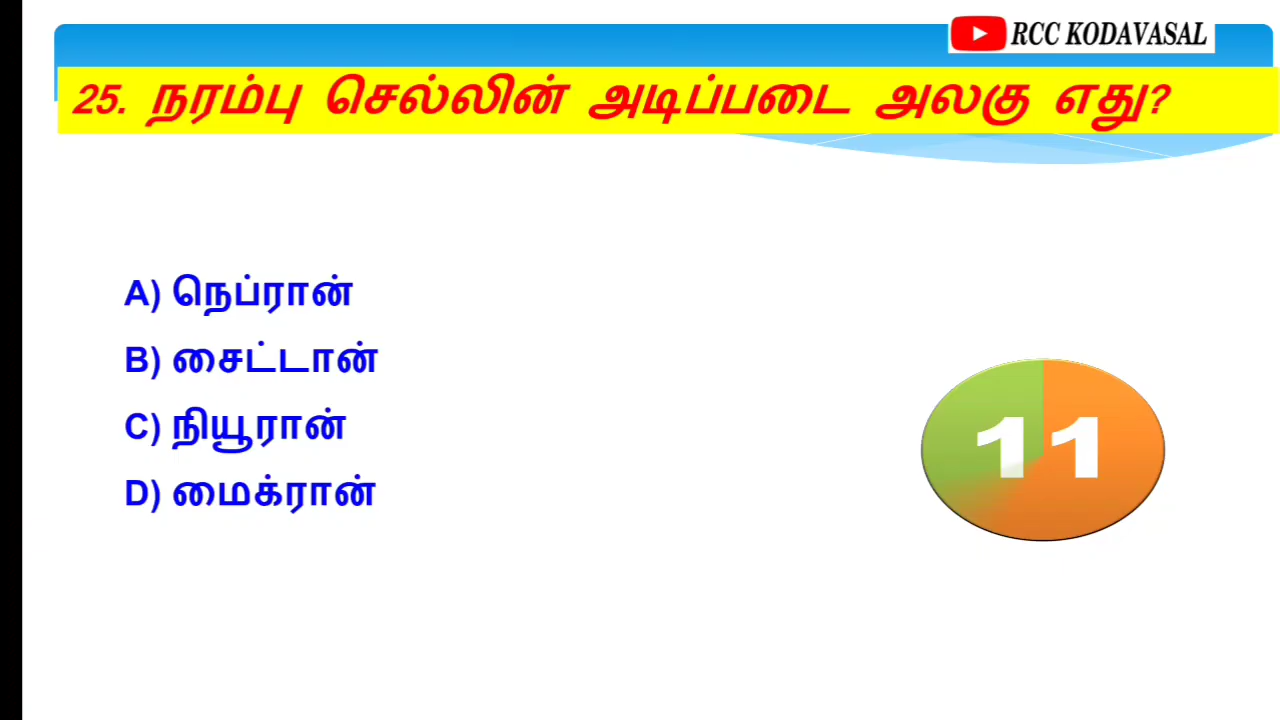 RCC KODAVASAL
25. நரம்பு செல்லின் அடிப்படை அலகு எது?
A) நெப்ரான்
B) சைட்டான்
C) நியூரான்
D) மைக்ரான்
11